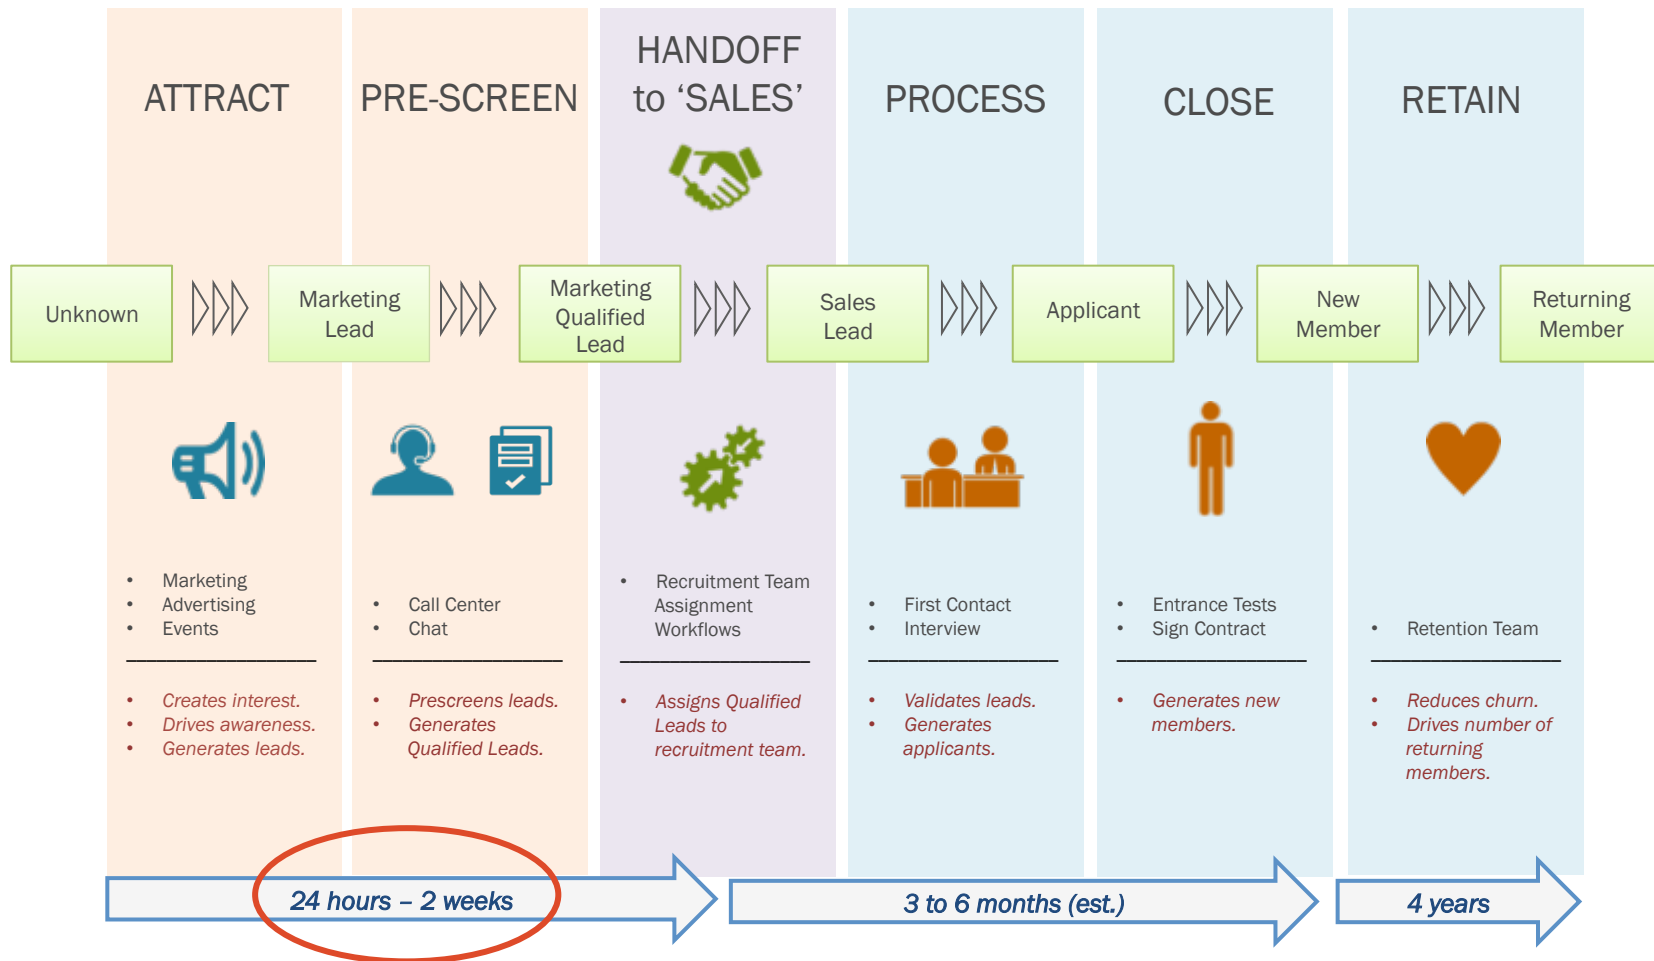 ATTRACT
PRE-SCREEN
HANDOFF
to ‘SALES’
PROCESS
CLOSE
RETAIN
Unknown
Marketing
Lead
Marketing
Qualified
Lead
Sales
Lead
Applicant
New
Member
Returning
Member
• Marketing
• Advertising
• Events
• Creates interest.
• Drives awareness.
• Generates leads.
• Call Center
• Chat
• Prescreens leads.
• Generates
Qualified Leads.
• Recruitment Team
Assignment
Workflows
• Assigns Qualified
Leads to
recruitment team.
• First Contact
• Interview
• Validates leads.
• Generates
applicants.
• Entrance Tests
• Sign Contract
• Generates new
members.
• Retention Team
• Reduces churn.
• Drives number of
returning
members.
24 hours – 2 weeks
3 to 6 months (est.)
4 years